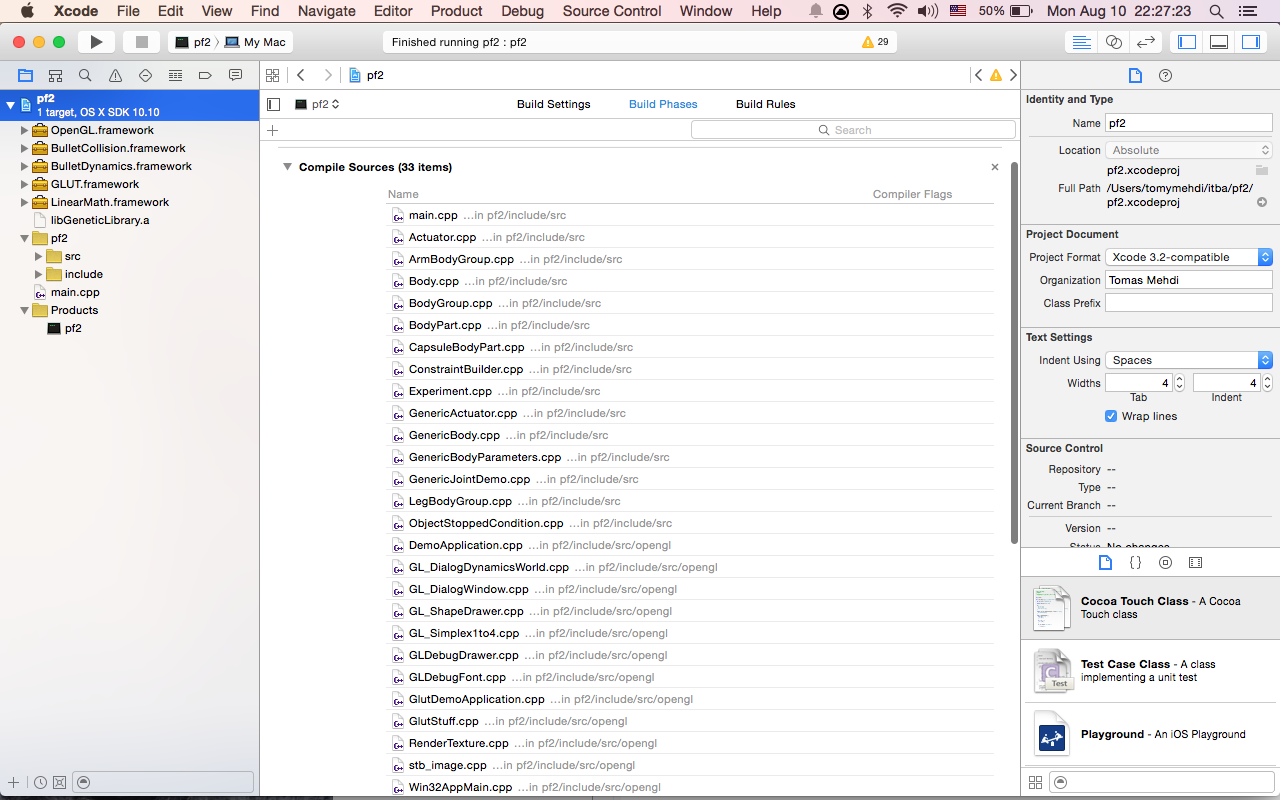 Xcode File Edit View Find Navigate Editor Product Debug Source Control Window Help 50% Mon Aug 10 22:27:23
pf2 My Mac Finished running pf2 : pf2 29
pf2
pf2
1 target, OS X SDK 10.10
OpenGL.framework
BulletCollision.framework
BulletDynamics.framework
GLUT.framework
LinearMath.framework
libGeneticLibrary.a
pf2
src
include
main.cpp
Products
pf2
pf2 Build Settings Build Phases Build Rules
Search
Compile Sources (33 items)
Name Compiler Flags
main.cpp ...in pf2/include/src
Actuator.cpp ...in pf2/include/src
ArmBodyGroup.cpp ...in pf2/include/src
Body.cpp ...in pf2/include/src
BodyGroup.cpp ...in pf2/include/src
BodyPart.cpp ...in pf2/include/src
CapsuleBodyPart.cpp ...in pf2/include/src
ConstraintBuilder.cpp ...in pf2/include/src
Experiment.cpp ...in pf2/include/src
GenericActuator.cpp ...in pf2/include/src
GenericBody.cpp ...in pf2/include/src
GenericBodyParameters.cpp ...in pf2/include/src
GenericJointDemo.cpp ...in pf2/include/src
LegBodyGroup.cpp ...in pf2/include/src
ObjectStoppedCondition.cpp ...in pf2/include/src
DemoApplication.cpp ...in pf2/include/src/opengl
GL_DialogDynamicsWorld.cpp ...in pf2/include/src/opengl
GL_DialogWindow.cpp ...in pf2/include/src/opengl
GL_ShapeDrawer.cpp ...in pf2/include/src/opengl
GL_Simplex1to4.cpp ...in pf2/include/src/opengl
GLDebugDrawer.cpp ...in pf2/include/src/opengl
GLDebugFont.cpp ...in pf2/include/src/opengl
GlutDemoApplication.cpp ...in pf2/include/src/opengl
GlutStuff.cpp ...in pf2/include/src/opengl
RenderTexture.cpp ...in pf2/include/src/opengl
stb_image.cpp ...in pf2/include/src/opengl
Win32AppMain.cpp ...in pf2/include/src/opengl
Identity and Type
Name pf2
Location Absolute
pf2.xcodeproj
Full Path /Users/tomymehdi/itba/pf2/
pf2.xcodeproj
Project Document
Project Format Xcode 3.2-compatible
Organization Tomas Mehdi
Class Prefix
Text Settings
Indent Using Spaces
Widths 4 4
Tab Indent
Wrap lines
Source Control
Repository --
Type --
Current Branch --
Version --
Status No changes
{}
Cocoa Touch Class - A Cocoa
Touch class
Test Case Class - A class
implementing a unit test
C
Test
Playground - An iOS Playground